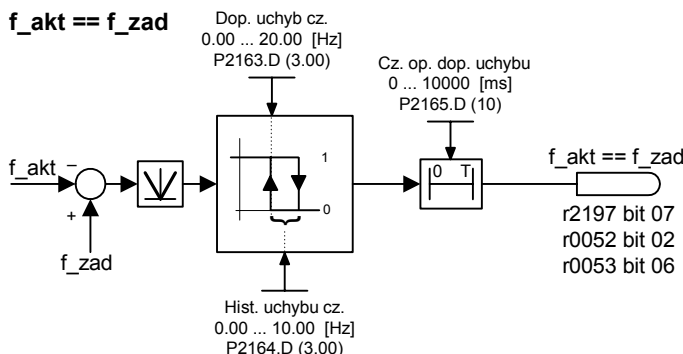 f_akt == f_zad
Dop. uchyb cz.
0.00 ... 20.00 [Hz]
P2163.D (3.00)
Cz. op. dop. uchybu
0 ... 10000 [ms]
P2165.D (10)
f_akt
−
+
f_zad
1
0
0 T
f_akt == f_zad
r2197 bit 07
r0052 bit 02
r0053 bit 06
Hist. uchybu cz.
0.00 ... 10.00 [Hz]
P2164.D (3.00)